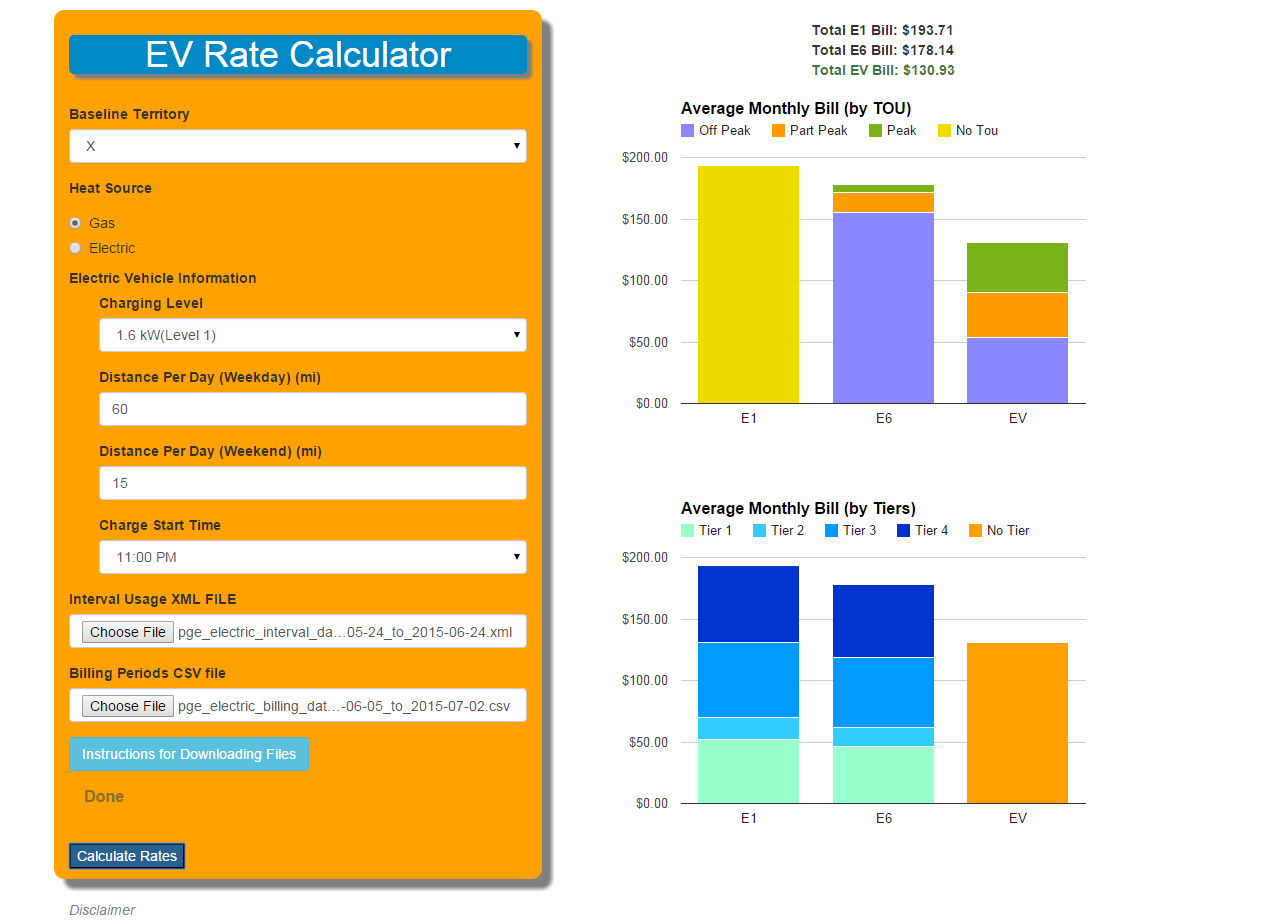 EV Rate Calculator
Baseline Territory
X
Heat Source
Gas
Electric
Electric Vehicle Information
Charging Level
1.6 kW(Level 1)
Distance Per Day (Weekday) (mi)
60
Distance Per Day (Weekend) (mi)
15
Charge Start Time
11:00 PM
Interval Usage XML FILE
Choose File pge_electric_interval_da...05-24_to_2015-06-24.xml
Billing Periods CSV file
Choose File pge_electric_billing_dat...-06-05_to_2015-07-02.csv
Instructions for Downloading Files
Done
Calculate Rates
Disclaimer
Total E1 Bill: $193.71
Total E6 Bill: $178.14
Total EV Bill: $130.93
Average Monthly Bill (by TOU)
Off Peak Part Peak Peak No Tou
$200.00
$150.00
$100.00
$50.00
$0.00
E1 E6 EV
Average Monthly Bill (by Tiers)
Tier 1 Tier 2 Tier 3 Tier 4 No Tier
$200.00
$150.00
$100.00
$50.00
$0.00
E1 E6 EV